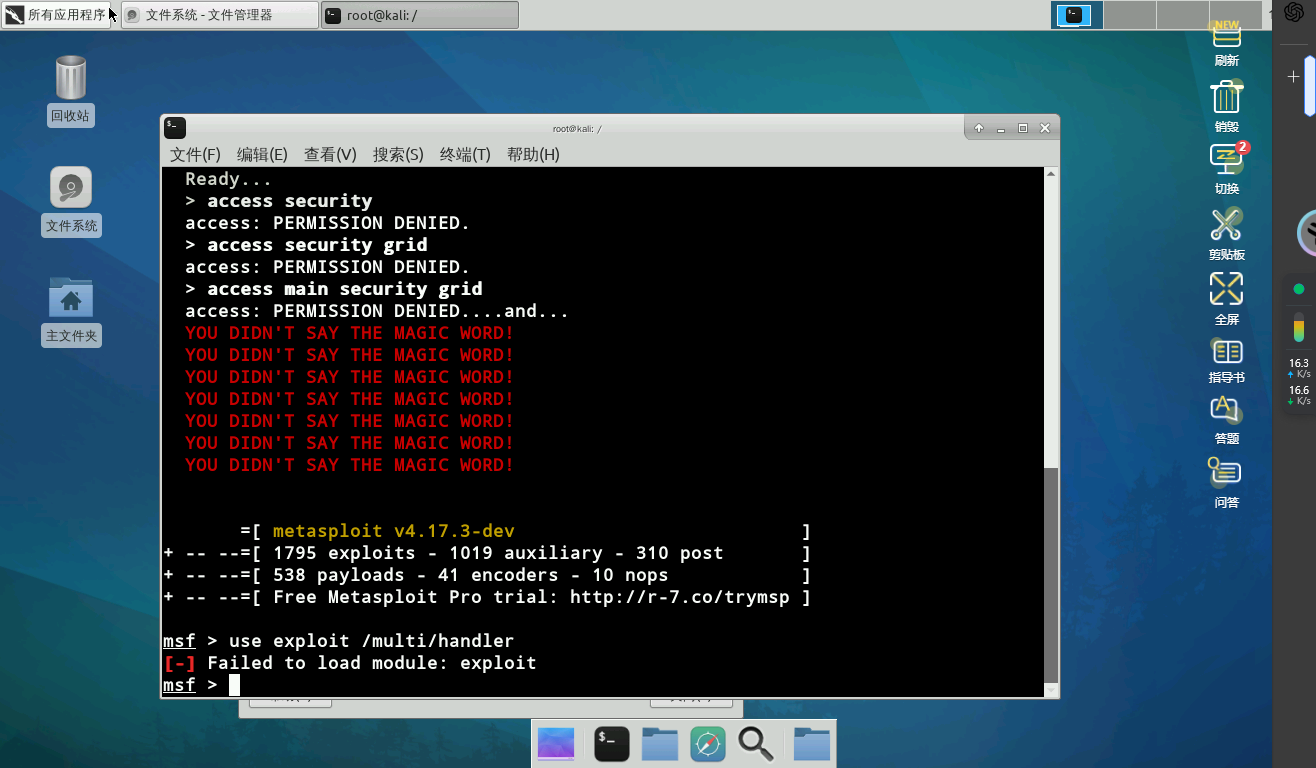 所有应用程序
文件系统 - 文件管理器
root@kali: /
回收站
文件系统
主文件夹
root@kali: /
文件(F) 编辑(E) 查看(V) 搜索(S) 终端(T) 帮助(H)
Ready...
> access security
access: PERMISSION DENIED.
> access security grid
access: PERMISSION DENIED.
> access main security grid
access: PERMISSION DENIED....and...
YOU DIDN'T SAY THE MAGIC WORD!
YOU DIDN'T SAY THE MAGIC WORD!
YOU DIDN'T SAY THE MAGIC WORD!
YOU DIDN'T SAY THE MAGIC WORD!
YOU DIDN'T SAY THE MAGIC WORD!
YOU DIDN'T SAY THE MAGIC WORD!
YOU DIDN'T SAY THE MAGIC WORD!
=[ metasploit v4.17.3-dev ]
+ -- --=[ 1795 exploits - 1019 auxiliary - 310 post ]
+ -- --=[ 538 payloads - 41 encoders - 10 nops ]
+ -- --=[ Free Metasploit Pro trial: http://r-7.co/trymsp ]
msf > use exploit /multi/handler
[-] Failed to load module: exploit
msf >
NEW
刷新
销毁
2
切换
剪贴板
全屏
指导书
答题
问答
16.3
↑ K/s
16.6
↓ K/s